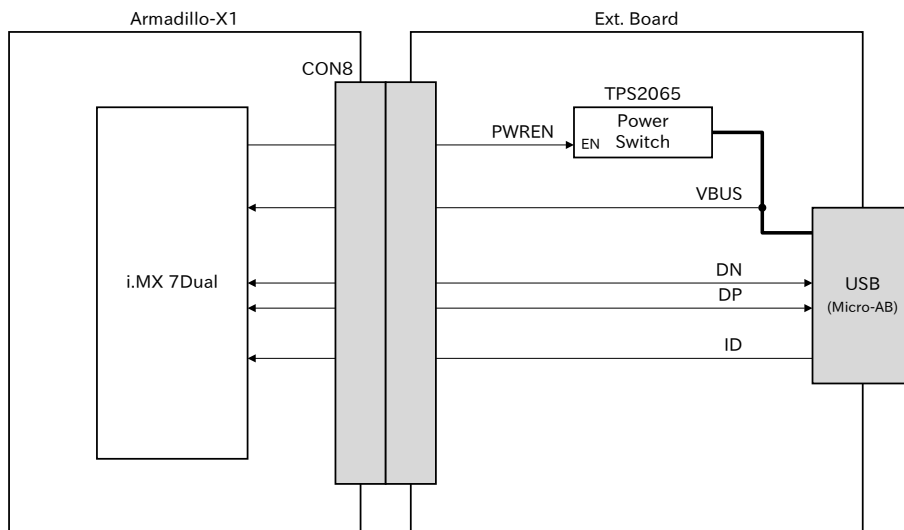 Armadillo-X1
Ext. Board
CON8
TPS2065
Power
Switch
PWREN
EN
VBUS
i.MX 7Dual
DN
DP
USB
(Micro-AB)
ID